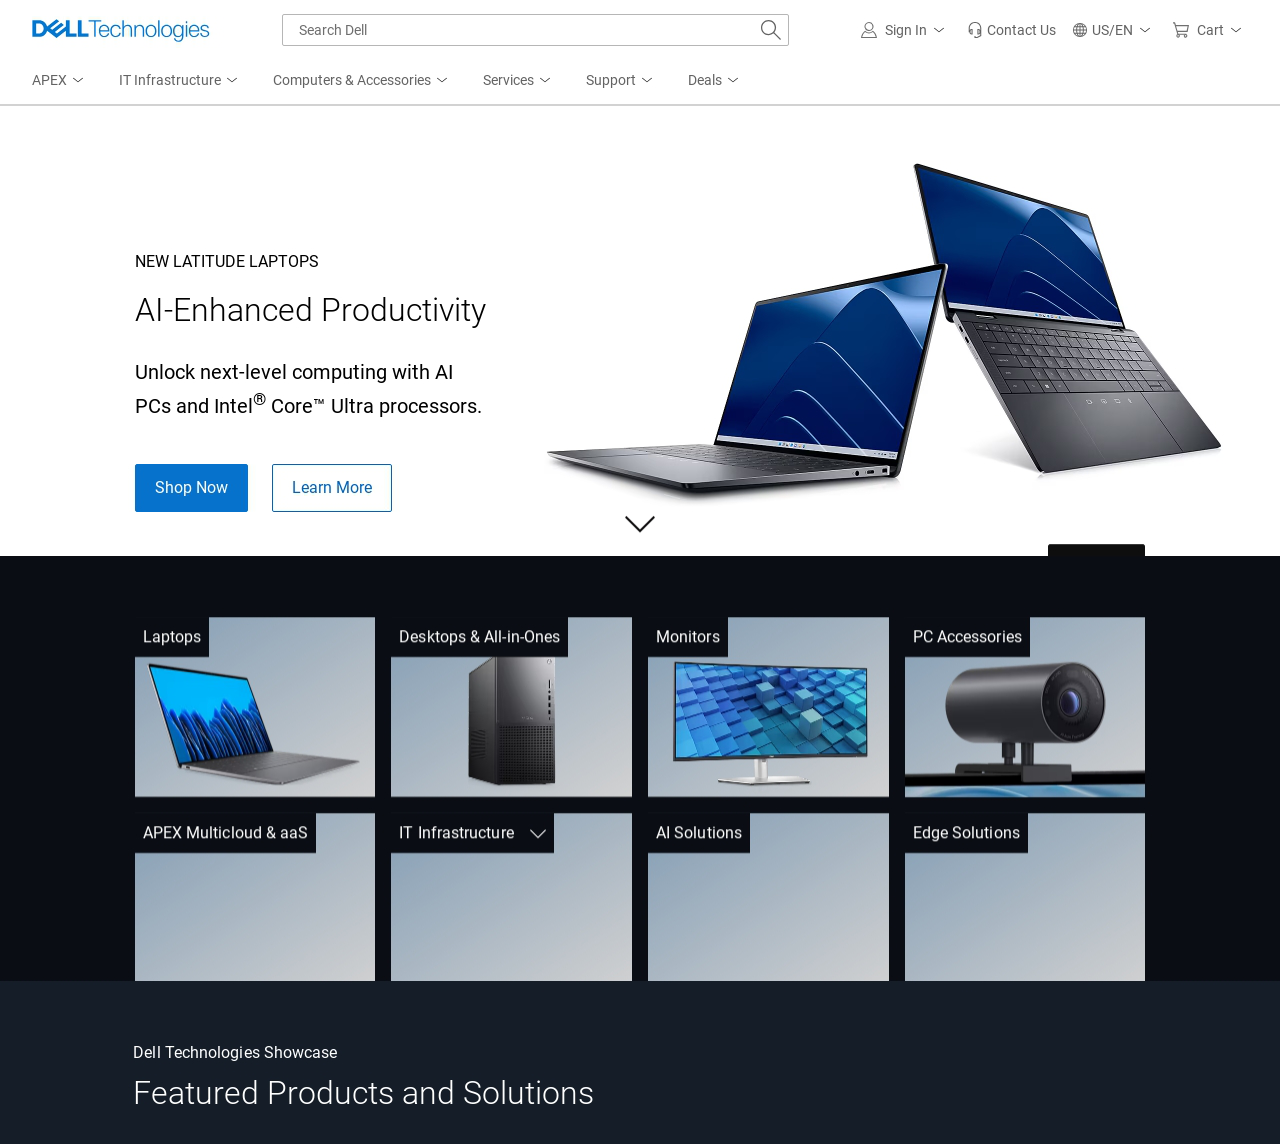 DELL Technologies
Search Dell
Sign In
Contact Us
US/EN
Cart
APEX
IT Infrastructure
Computers & Accessories
Services
Support
Deals
NEW LATITUDE LAPTOPS
AI-Enhanced Productivity
Unlock next-level computing with AI
PCs and Intel® Core™ Ultra processors.
Shop Now
Learn More
Laptops
Desktops & All-in-Ones
Monitors
PC Accessories
APEX Multicloud & aaS
IT Infrastructure
AI Solutions
Edge Solutions
Dell Technologies Showcase
Featured Products and Solutions